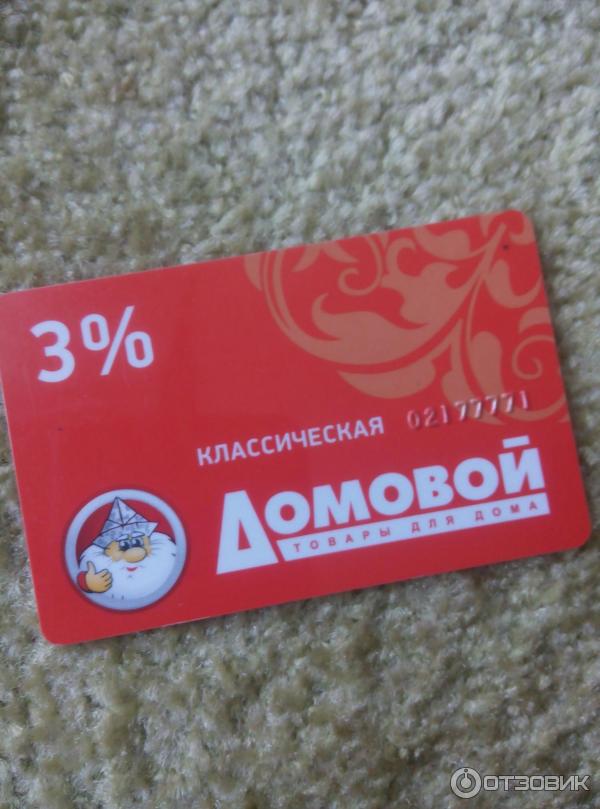 3%
КЛАССИЧЕСКАЯ 02177771
ДОМОВОЙ
ТОВАРЫ ДЛЯ ДОМА
ОТЗОВИК